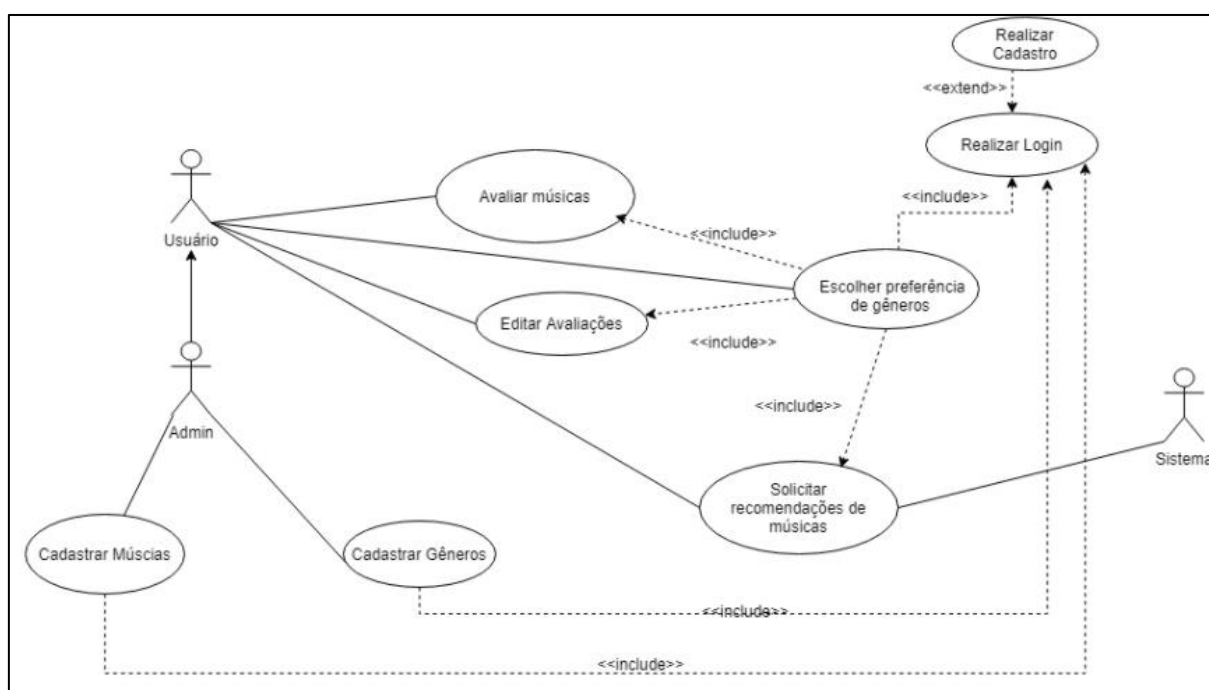 Realizar
Cadastro
<<extend>>
Realizar Login
Avaliar músicas
<<include>>
<<include>>
Usuário
Escolher preferência
de gêneros
Editar Avaliações
<<include>>
<<include>>
Admin
Sistema
Solicitar
recomendações de
músicas
Cadastrar Múscias
Cadastrar Gêneros
<<include>>
<<include>>